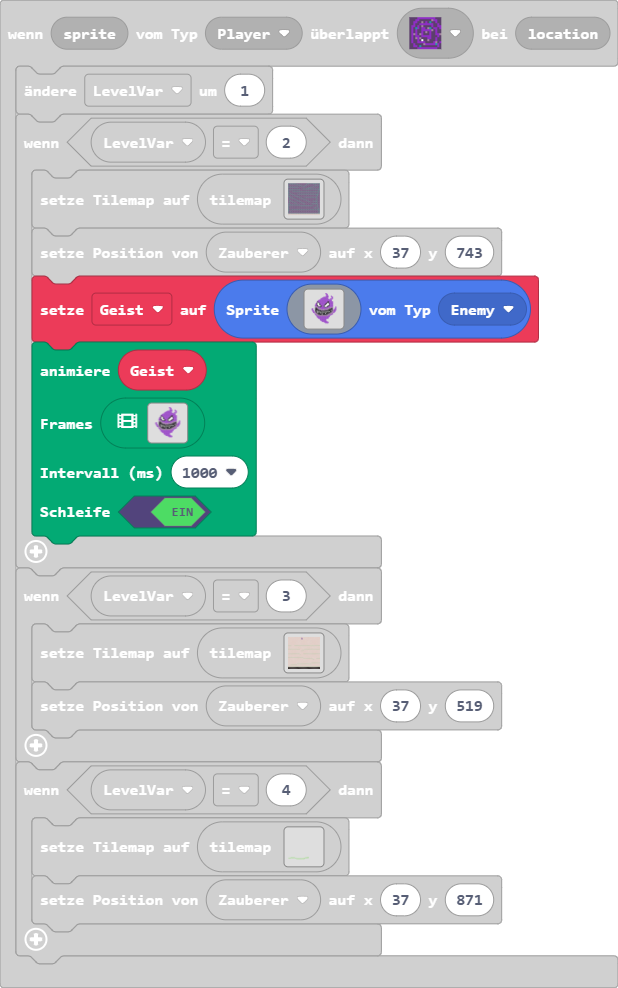 wenn sprite vom Typ Player überlappt bei location
ändere LevelVar um 1
wenn LevelVar = 2 dann
setze Tilemap auf tilemap
setze Position von Zauberer auf x 37 y 743
setze Geist auf Sprite vom Typ Enemy
animiere Geist
Frames
Intervall (ms) 1000
Schleife EIN
wenn LevelVar = 3 dann
setze Tilemap auf tilemap
setze Position von Zauberer auf x 37 y 519
wenn LevelVar = 4 dann
setze Tilemap auf tilemap
setze Position von Zauberer auf x 37 y 871